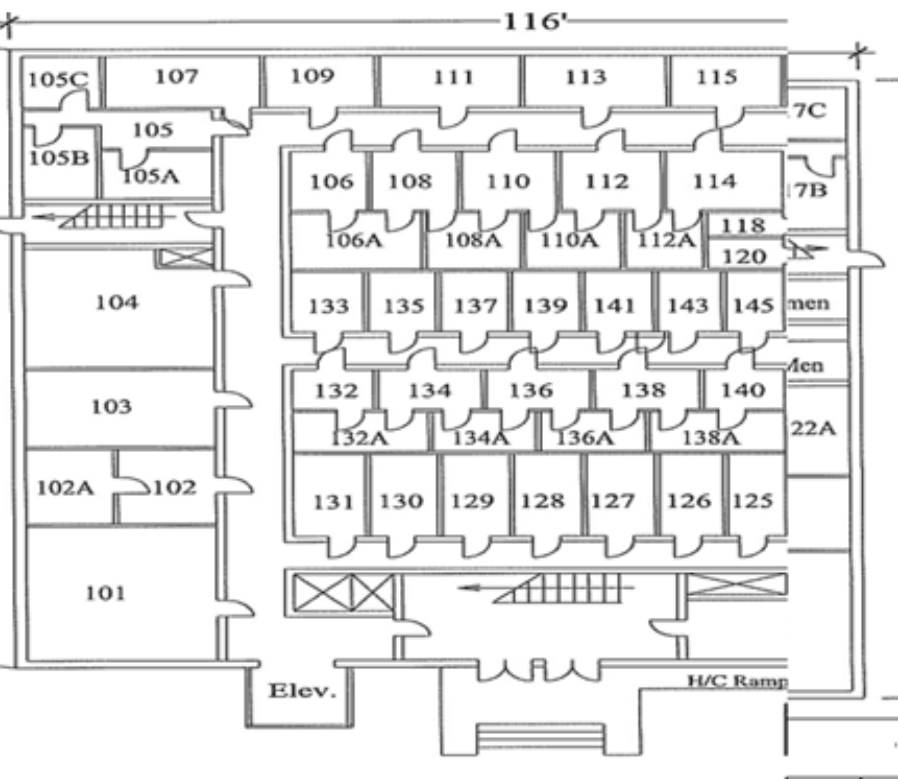 116'
105C 107 109 111 113 115
7C
105
105B 105A
106 108 110 112 114
7B
106A 108A 110A 112A 118
120
104
133 135 137 139 141 143 145
men
Men
132 134 136 138 140
103
132A 134A 136A 138A
22A
102A 102
131 130 129 128 127 126 125
101
Elev.
H/C Ramp